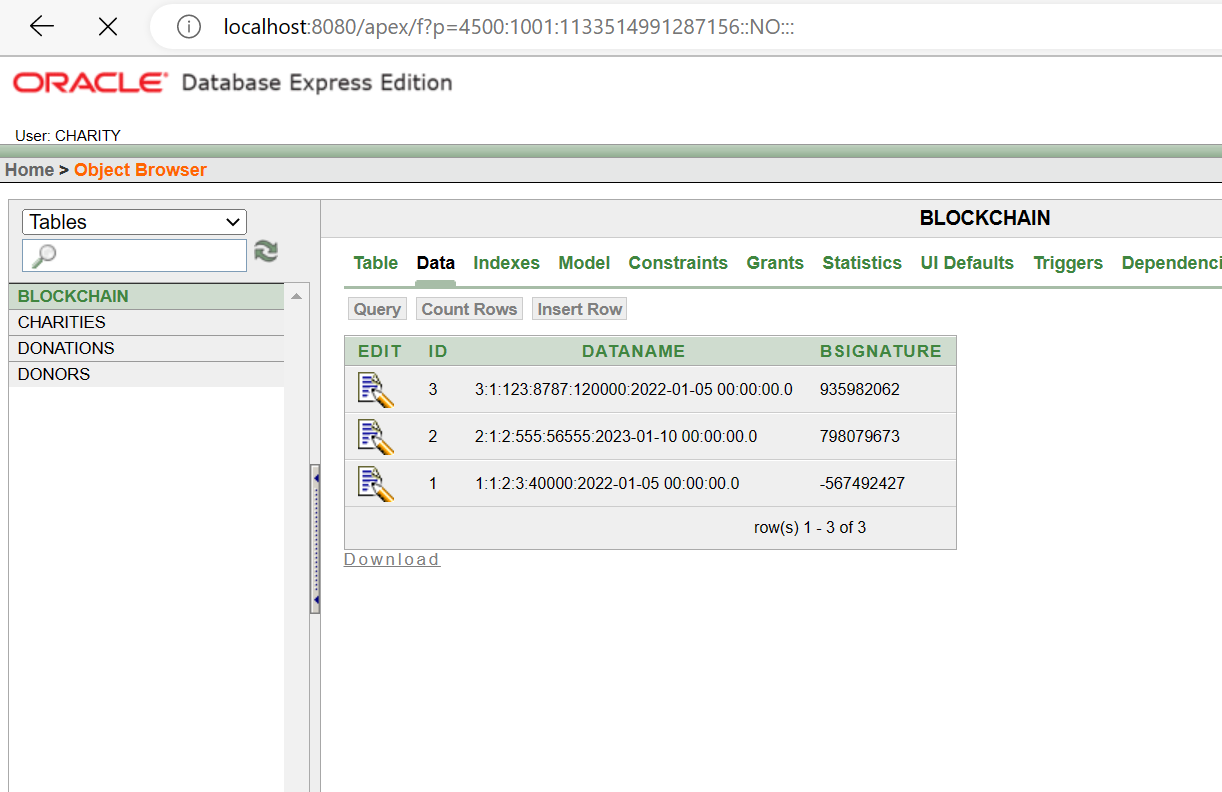 localhost:8080/apex/f?p=4500:1001:1133514991287156::NO:::
ORACLE Database Express Edition
User: CHARITY
Home > Object Browser
Tables
BLOCKCHAIN
CHARITIES
DONATIONS
DONORS
BLOCKCHAIN
Table Data Indexes Model Constraints Grants Statistics UI Defaults Triggers Dependenci
Query Count Rows Insert Row
EDIT ID DATANAME BSIGNATURE
3 3:1:123:8787:120000:2022-01-05 00:00:00.0 935982062
2 2:1:2:555:56555:2023-01-10 00:00:00.0 798079673
1 1:1:2:3:40000:2022-01-05 00:00:00.0 -567492427
row(s) 1 - 3 of 3
Download